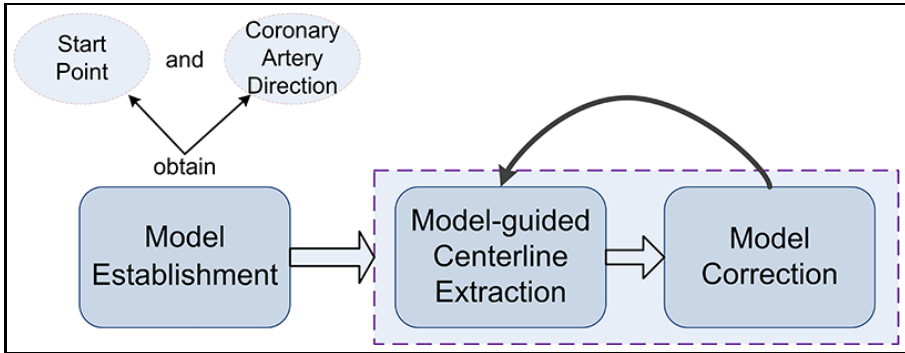 Start
Point
and
Coronary
Artery
Direction
obtain
Model
Establishment
Model-guided
Centerline
Extraction
Model
Correction